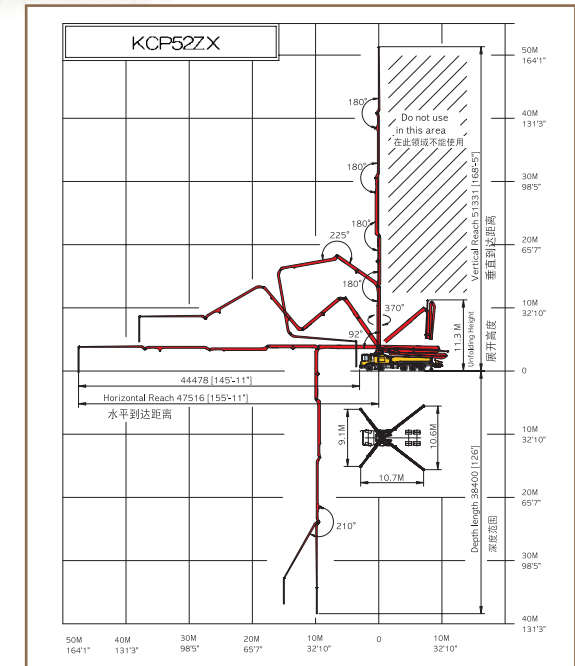 KCP52ZX
50M
164'1"
180°
Do not use
in this area
在此领域不能使用
40M
131'3"
180°
30M
98'5"
Vertical Reach 51331 [168'-5"]
垂直到达距离
180°
225°
20M
65'7"
180°
370°
10M
32'10"
92°
11.3 M
Unfolding Height
展开高度
0
44478 [145'-11"]
Horizontal Reach 47516 [155'-11"]
水平到达距离
9.1M
10.6M
10.7M
10M
32'10"
Depth length 38400 [126']
深度范围
20M
65'7"
210°
30M
98'5"
40M
131'3"
50M
164'1"
40M
131'3"
30M
98'5"
20M
65'7"
10M
32'10"
0
10M
32'10"